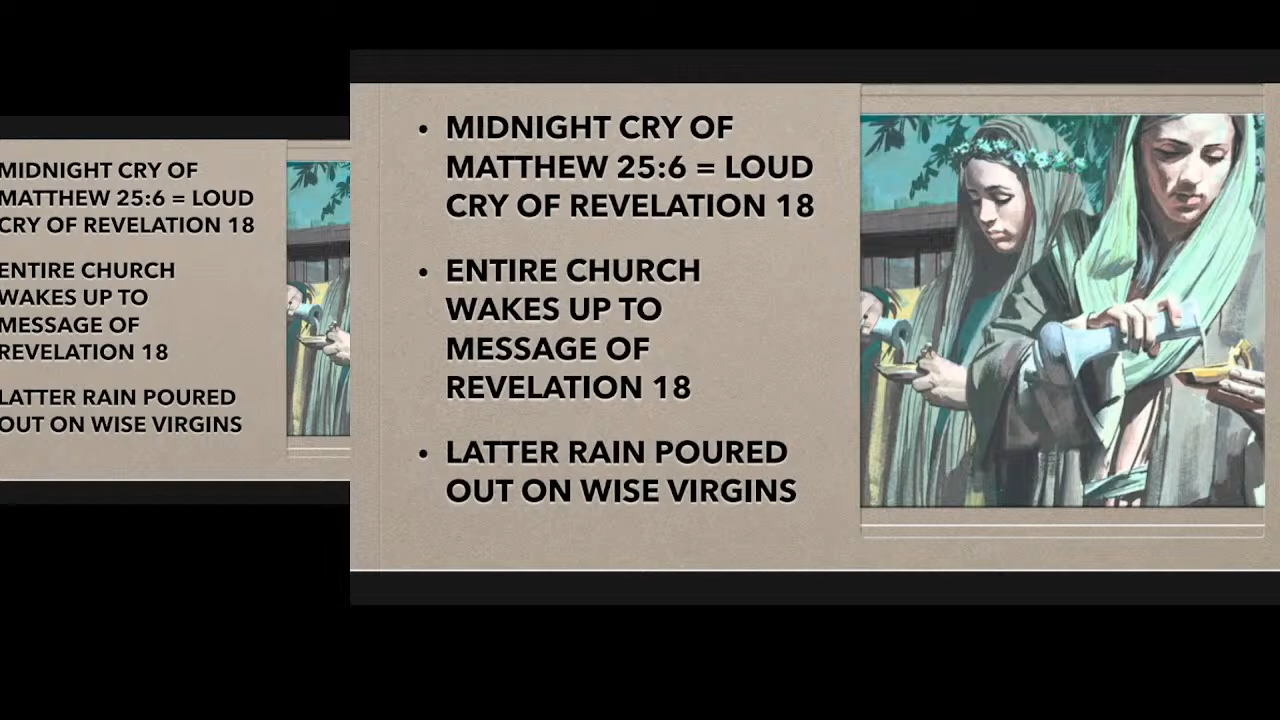 MIDNIGHT CRY OF
MATTHEW 25:6 = LOUD
CRY OF REVELATION 18
ENTIRE CHURCH
WAKES UP TO
MESSAGE OF
REVELATION 18
LATTER RAIN POURED
OUT ON WISE VIRGINS
• MIDNIGHT CRY OF
MATTHEW 25:6 = LOUD
CRY OF REVELATION 18
• ENTIRE CHURCH
WAKES UP TO
MESSAGE OF
REVELATION 18
• LATTER RAIN POURED
OUT ON WISE VIRGINS